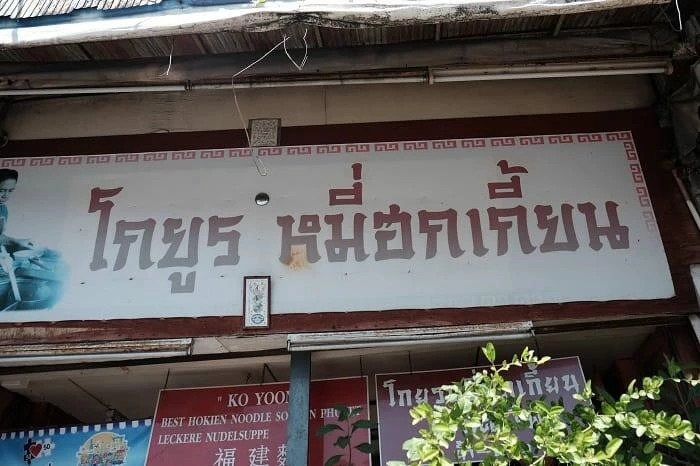 โกยูร หมี่ฮกเกี้ยน
" KO YOON
BEST HOKIEN NOODLE
LECKERE NUDELSUPPE
福建
50